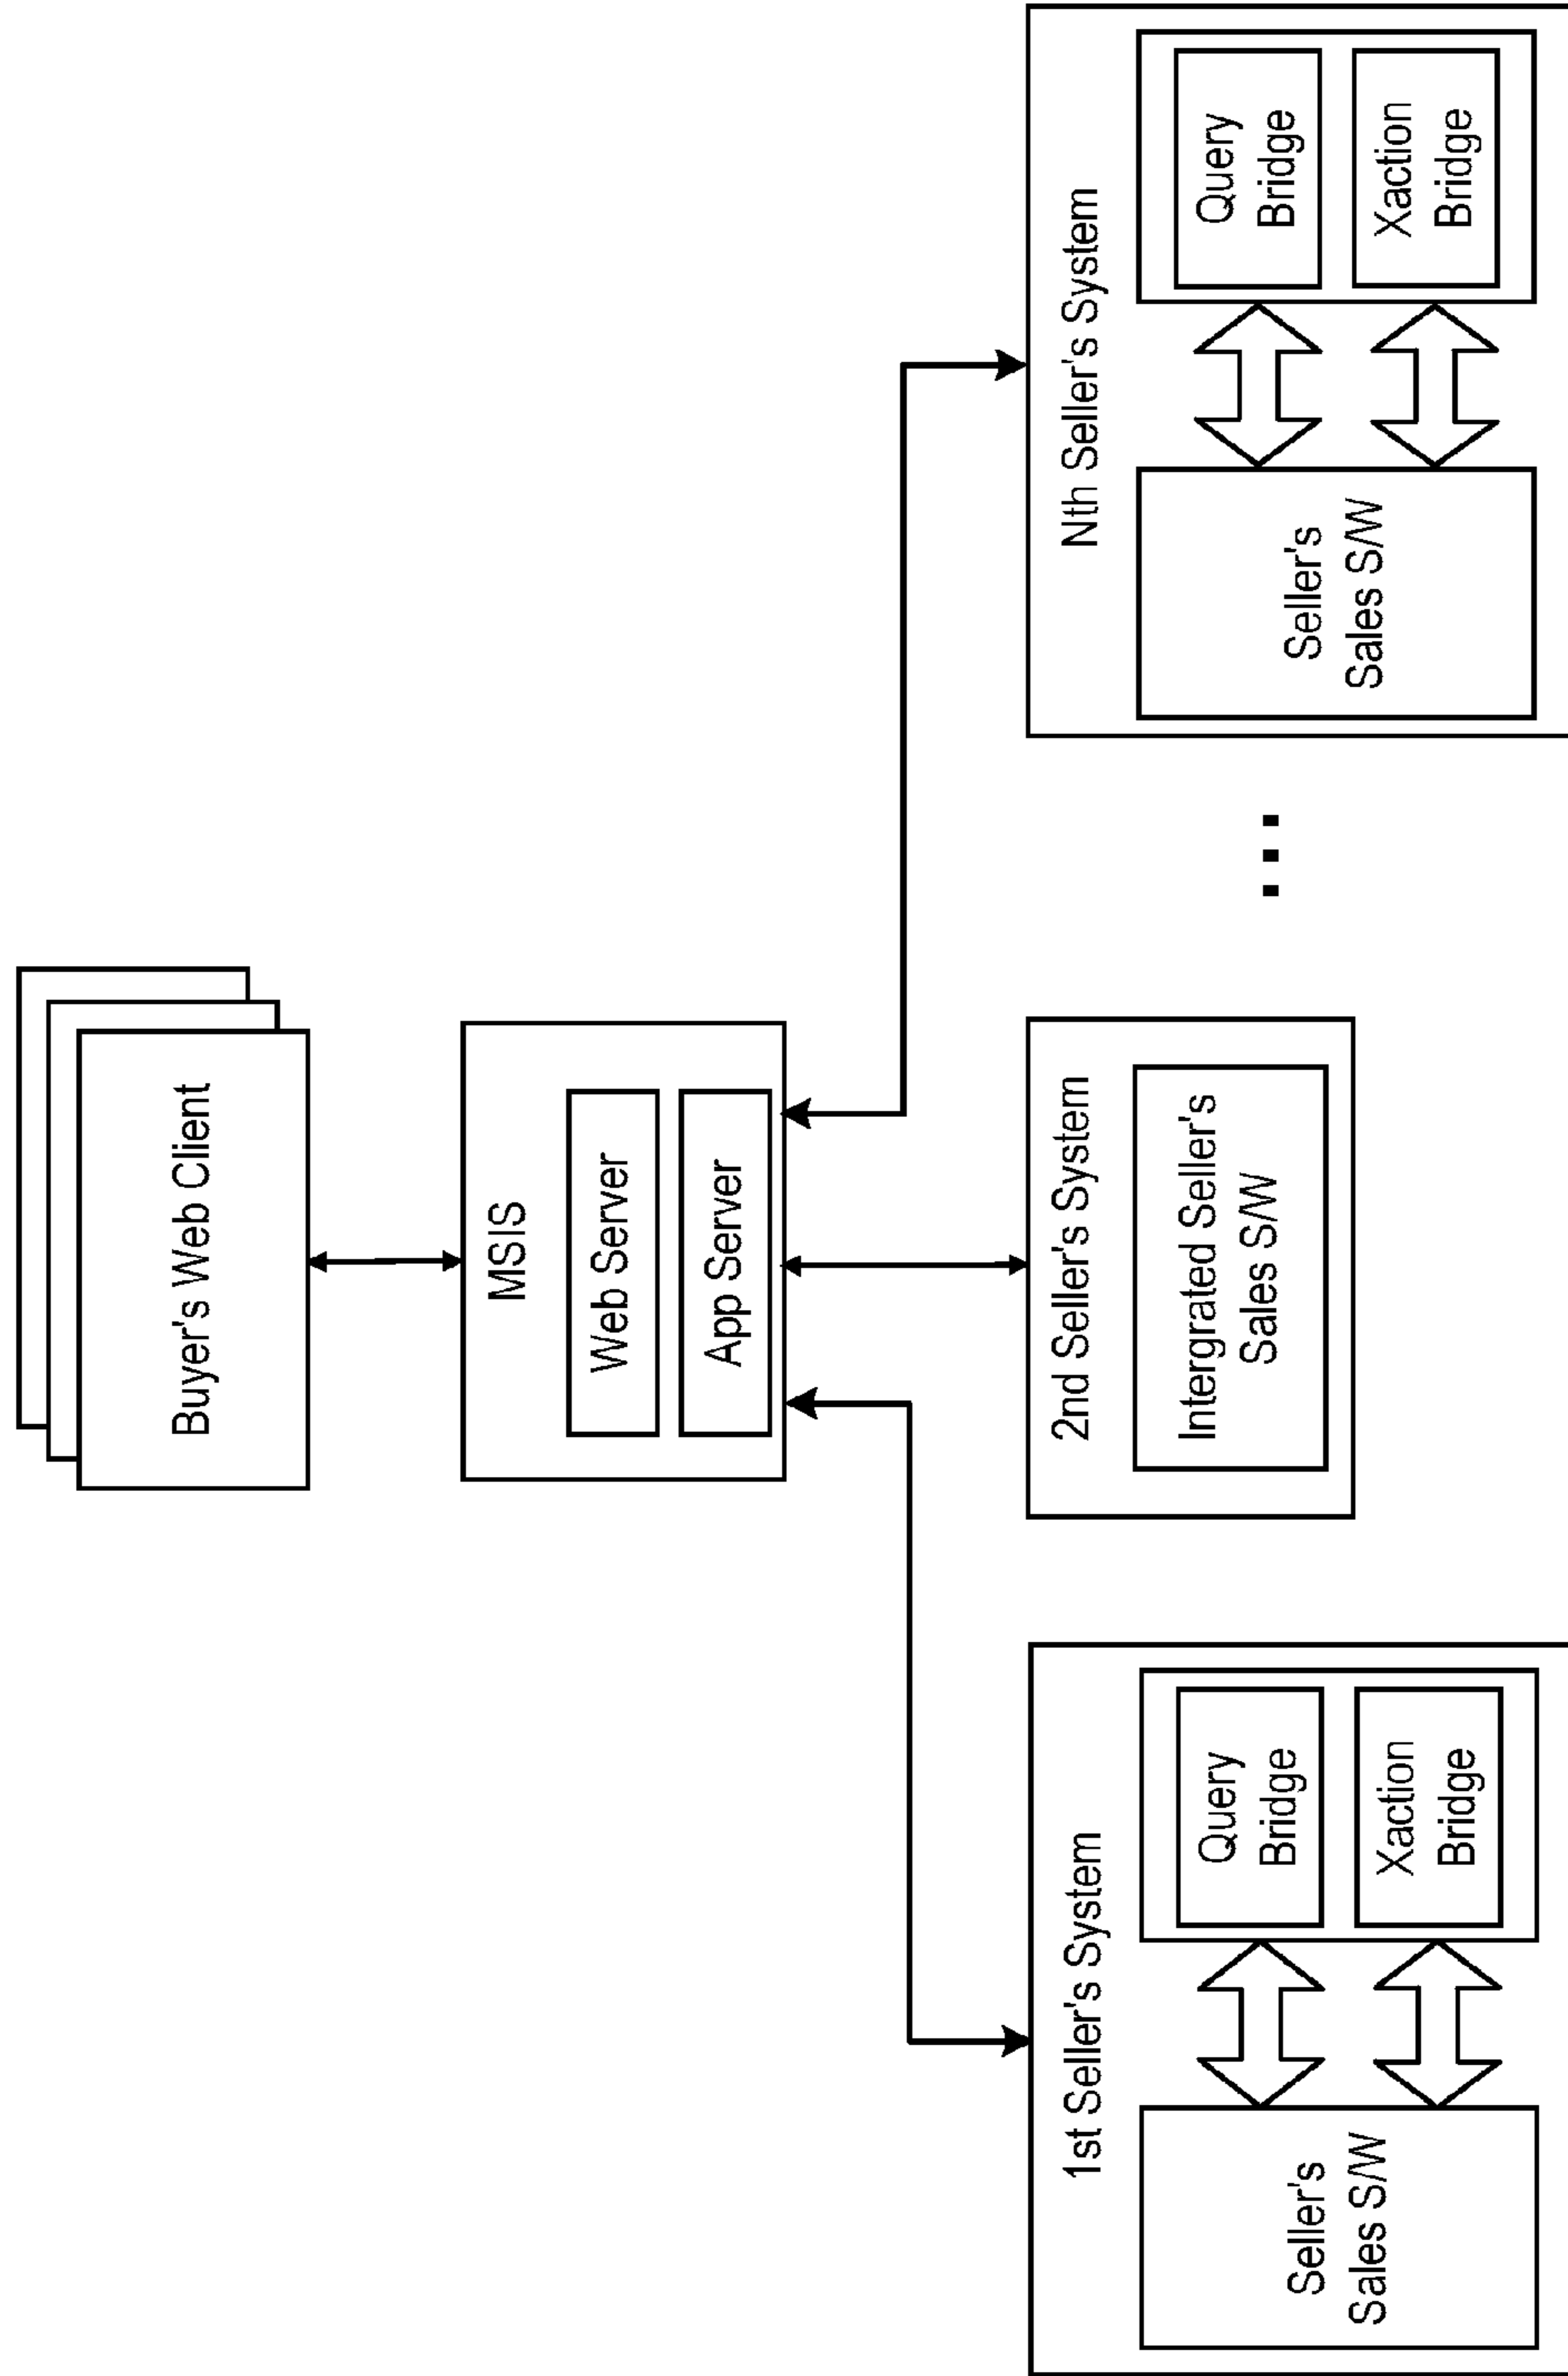 Buyer's Web Client
MSIS
Web Server
App Server
1st Seller's System
Seller's
Sales S/W
Query
Bridge
Xaction
Bridge
2nd Seller's System
Intergrated Seller's
Sales S/W
...
Nth Seller's System
Seller's
Sales S/W
Query
Bridge
Xaction
Bridge